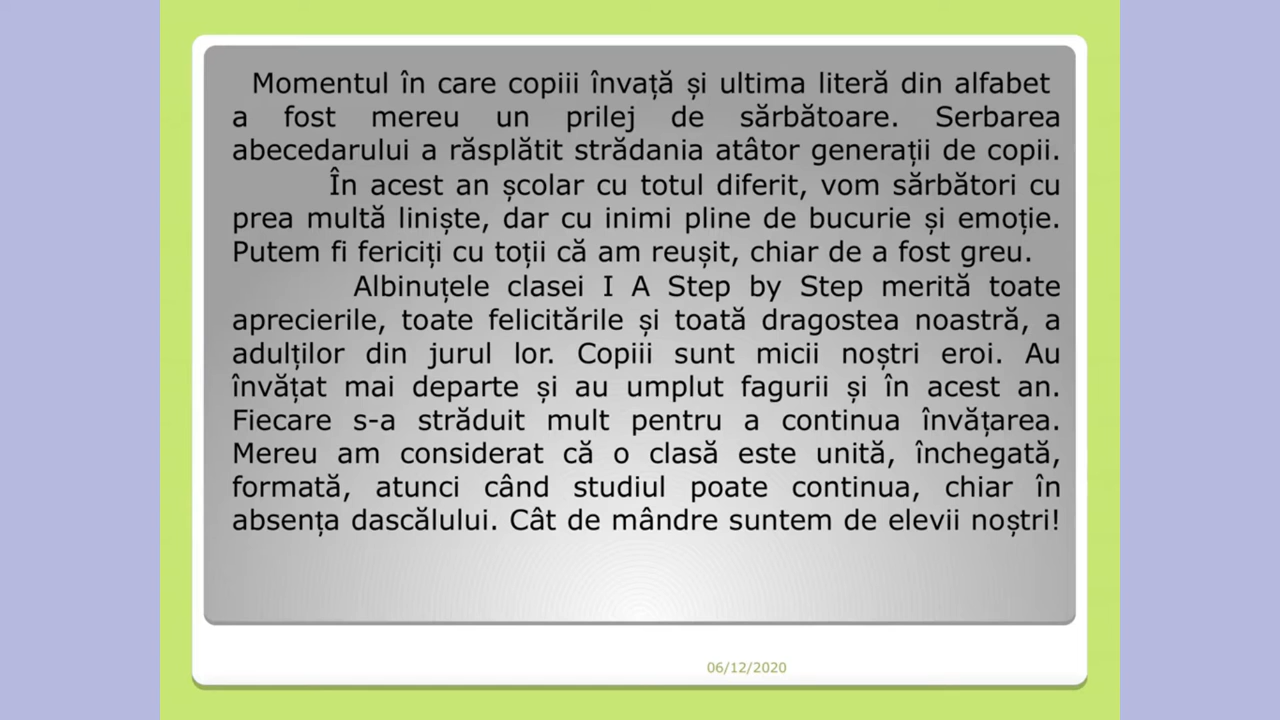 Momentul în care copiii învață și ultima literă din alfabet
a fost mereu un prilej de sărbătoare. Serbarea
abecedarului a răsplătit strădania atâtor generații de copii.
În acest an școlar cu totul diferit, vom sărbători cu
prea multă liniște, dar cu inimi pline de bucurie și emoție.
Putem fi fericiți cu toții că am reușit, chiar de a fost greu.
Albinuțele clasei I A Step by Step merită toate
aprecierile, toate felicitările și toată dragostea noastră, a
adulților din jurul lor. Copiii sunt micii noștri eroi. Au
învățat mai departe și au umplut fagurii și în acest an.
Fiecare s-a străduit mult pentru a continua învățarea.
Mereu am considerat că o clasă este unită, închegată,
formată, atunci când studiul poate continua, chiar în
absența dascălului. Cât de mândre suntem de elevii noștri!
06/12/2020